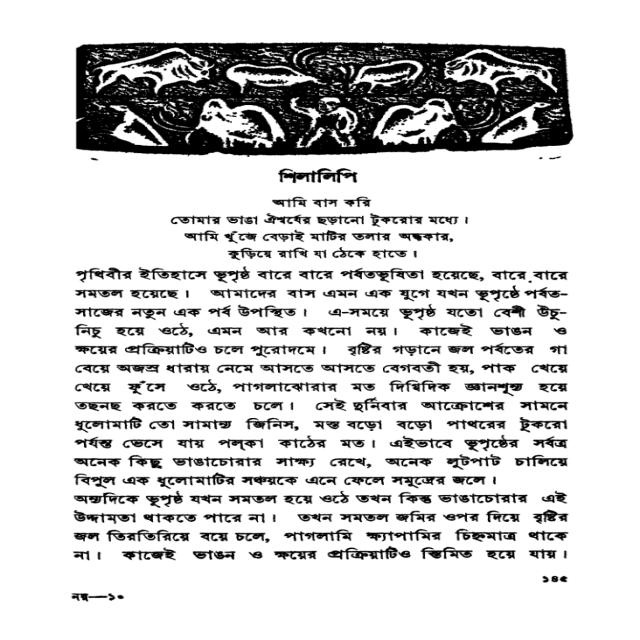 শিলালিপি
আমি বাস করি
তোমার ভাঙা ঐশ্বর্যের ছড়ানো টুকরোর মধ্যে।
আমি খুঁজে বেড়াই মাটির তলার অন্ধকার,
কুড়িয়ে রাখি যা ঠেকে হাতে।
পৃথিবীর ইতিহাসে ভূপৃষ্ঠ বারে বারে পর্বতভূষিতা হয়েছে, বারে বারে
সমতল হয়েছে। আমাদের বাস এমন এক যুগে যখন ভূপৃষ্ঠে পর্বত-
সাজের নতুন এক পর্ব উপস্থিত। এ-সময়ে ভূপৃষ্ঠ যতো বেশী উঁচু-
নিচু হয়ে ওঠে, এমন আর কখনো নয়। কাজেই ভাঙন ও
ক্ষয়ের প্রক্রিয়াটিও চলে পুরোদমে। বৃষ্টির গড়ানে জল পর্বতের গা
বেয়ে অজস্র ধারায় নেমে আসতে আসতে বেগবতী হয়, পাক খেয়ে
খেয়ে ফুঁসে ওঠে, পাগলাঝোরার মত দিগ্বিদিক জ্ঞানশূন্য হয়ে
তছনছ করতে করতে চলে। সেই দুর্নিবার আক্রোশের সামনে
ধুলোমাটি তো সামান্য জিনিস, মস্ত বড়ো বড়ো পাথরের টুকরো
পর্যন্ত ভেসে যায় পল্‌কা কাঠের মত। এইভাবে ভূপৃষ্ঠের সর্বত্র
অনেক কিছু ভাঙাচোরার সাক্ষ্য রেখে, অনেক লুটপাট চালিয়ে
বিপুল এক ধুলোমাটির সঞ্চয়কে এনে ফেলে সমুদ্রের জলে।
অন্যদিকে ভূপৃষ্ঠ যখন সমতল হয়ে ওঠে তখন কিন্তু ভাঙাচোরার এই
উদ্দামতা থাকতে পারে না। তখন সমতল জমির ওপর দিয়ে বৃষ্টির
জল তিরতিরিয়ে বয়ে চলে, পাগলামি ক্ষ্যাপামির চিহ্নমাত্র থাকে
না। কাজেই ভাঙন ও ক্ষয়ের প্রক্রিয়াটিও স্তিমিত হয়ে যায়।
১৪৫
নর—১০